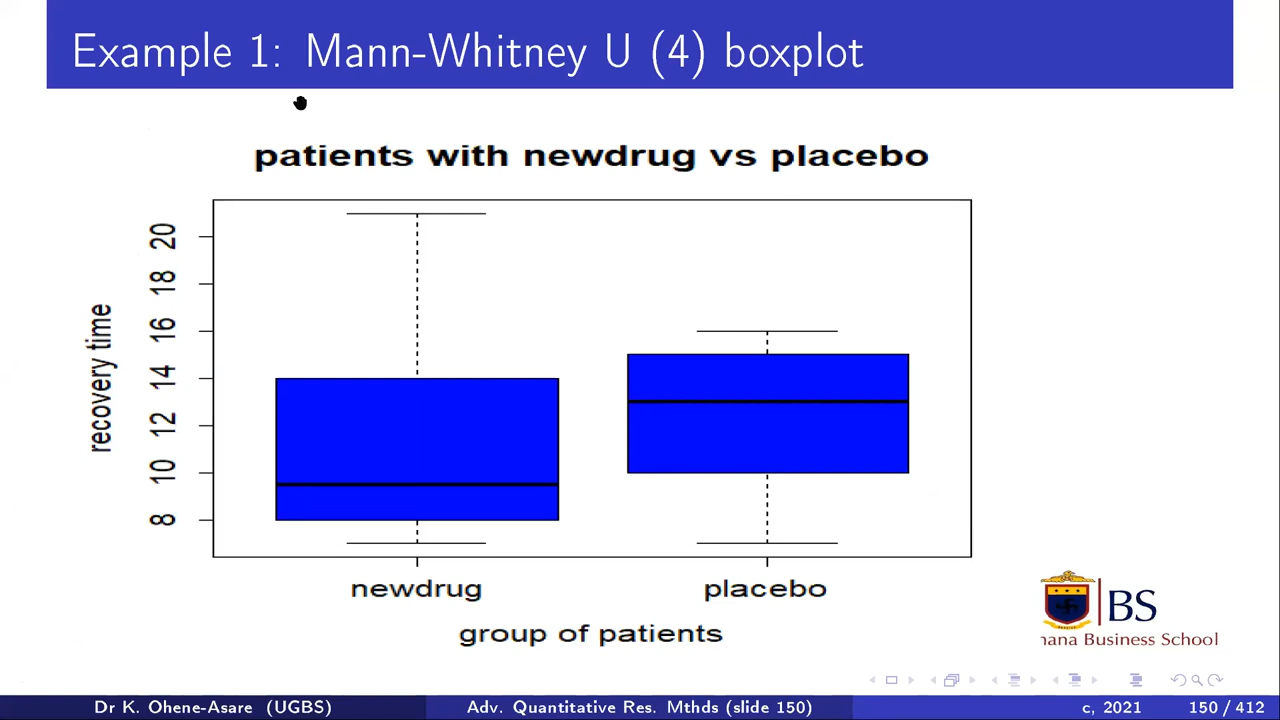 Example 1: Mann-Whitney U (4) boxplot
patients with newdrug vs placebo
recovery time
20
18
16
14
12
10
8
newdrug placebo
group of patients
BS
hana Business School
Dr K. Ohene-Asare (UGBS) Adv. Quantitative Res. Mthds (slide 150) c, 2021 150 / 412